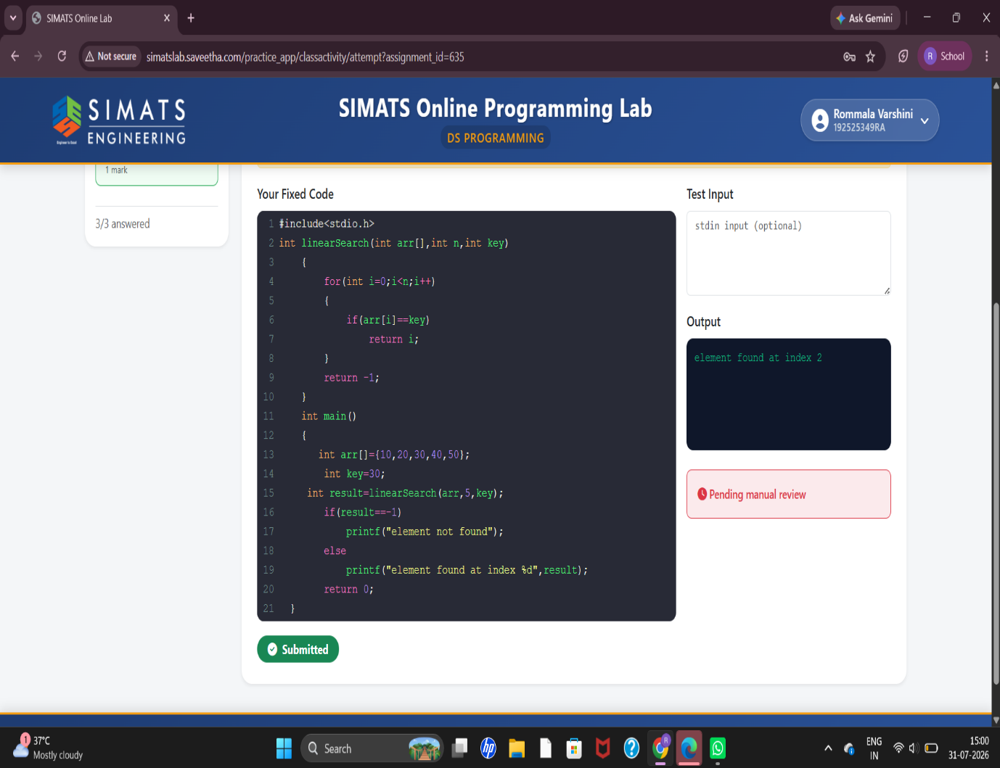 SIMATS Online Lab
Ask Gemini
Not secure
simatslab.saveetha.com/practice_app/classactivity/attempt?assignment_id=635
R
School
SIMATS
ENGINEERING
SIMATS Online Programming Lab
DS PROGRAMMING
Rommala Varshini
192525349RA
1 mark
3/3 answered
Your Fixed Code
1 #include<stdio.h>
2 int linearSearch(int arr[],int n,int key)
3 {
4 for(int i=0;i<n;i++)
5 {
6 if(arr[i]==key)
7 return i;
8 }
9 return -1;
10 }
11 int main()
12 {
13 int arr[]={10,20,30,40,50};
14 int key=30;
15 int result=linearSearch(arr,5,key);
16 if(result==-1)
17 printf("element not found");
18 else
19 printf("element found at index %d",result);
20 return 0;
21 }
Submitted
Test Input
stdin input (optional)
Output
element found at index 2
Pending manual review
1
37°C
Mostly cloudy
Search
hp
R
ENG
IN
15:00
31-07-2026